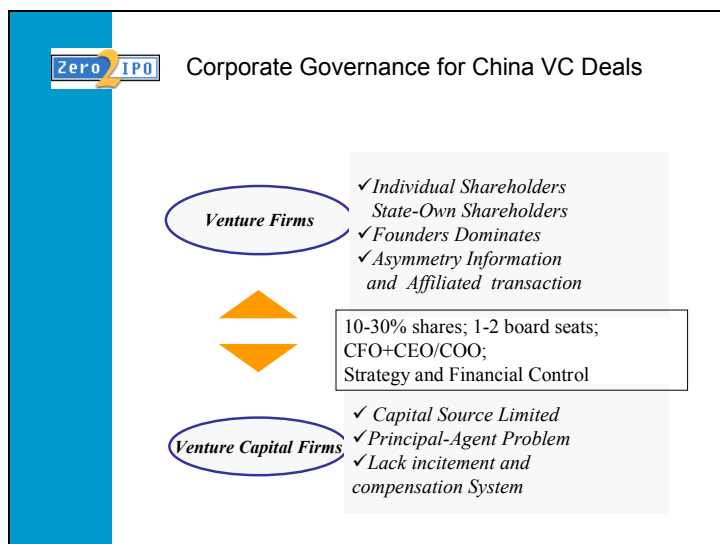 Zero2IPO
Corporate Governance for China VC Deals
Venture Firms
✓Individual Shareholders
State-Own Shareholders
✓Founders Dominates
✓Asymmetry Information
and Affiliated transaction
10-30% shares; 1-2 board seats;
CFO+CEO/COO;
Strategy and Financial Control
Venture Capital Firms
✓ Capital Source Limited
✓Principal-Agent Problem
✓Lack incitement and
compensation System